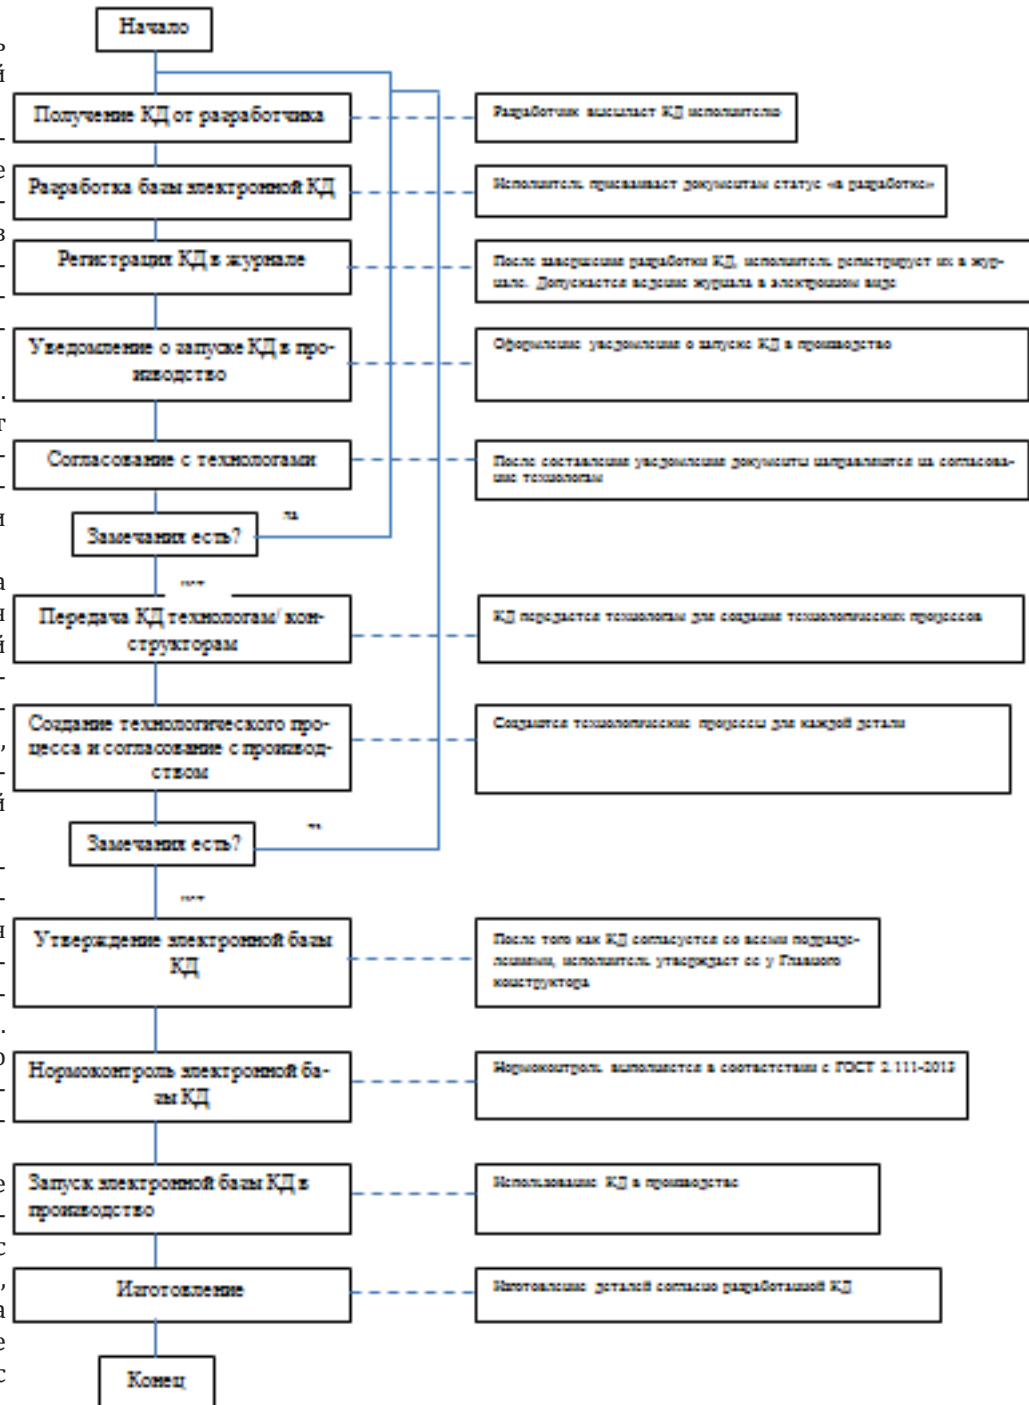 Начало
Получение КД от разработчика
Разработчик высылает КД исполнителю
Разработка базы электронной КД
Исполнитель присваивает документам статус «в разработке»
Регистрация КД в журнале
После завершения разработки КД, исполнитель регистрирует их в жур-
нале. Допускается ведение журнала в электронном виде
Уведомление о запуске КД в про-
изводство
Оформление уведомления о запуске КД в производство
Согласование с технологами
После составления уведомления документы направляются на согласова-
ние технологам
Замечания есть?
Передача КД технологам/ кон-
структорам
КД передается технологам для создания технологических процессов
Создание технологического про-
цесса и согласование с производ-
ством
Создаются технологические процессы для каждой детали
Замечания есть?
Утверждение электронной базы
КД
После того как КД согласуется со всеми подразде-
лениями, исполнитель утверждает ее у Главного
конструктора
Нормоконтроль электронной ба-
зы КД
Нормоконтроль выполняется в соответствии с ГОСТ 2.111-2013
Запуск электронной базы КД в
производство
Использование КД в производстве
Изготовление
Изготовление деталей согласно разработанной КД
Конец